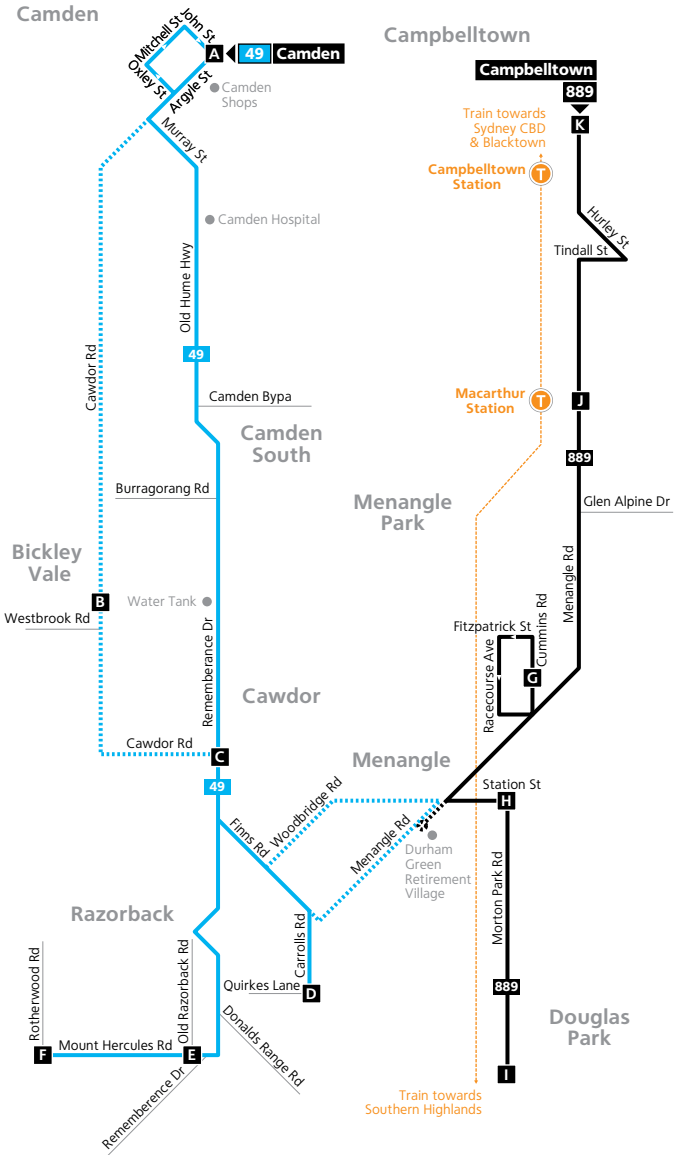 Camden
John St
Mitchell St
Oxley St
Argyle St
A
49
Camden
Camden
Shops
Murray St
Camden Hospital
Old Hume Hwy
49
Cawdor Rd
Camden Bypa
Camden
South
Burragorang Rd
Bickley
Vale
B
Westbrook Rd
Water Tank
Rememberance Dr
Cawdor
Cawdor Rd
C
49
Finns Rd
Woodbridge Rd
Menangle Rd
Carrolls Rd
Quirkes Lane
D
Razorback
Rotherwood Rd
Old Razorback Rd
Mount Hercules Rd
F
E
Donalds Range Rd
Rememberence Dr
Campbelltown
Campbelltown
889
K
Train towards
Sydney CBD
& Blacktown
Campbelltown
Station
T
Hurley St
Tindall St
Macarthur
Station
T
J
889
Menangle
Park
Glen Alpine Dr
Menangle Rd
Fitzpatrick St
Cummins Rd
Racecourse Ave
G
Menangle
Station St
H
Durham
Green
Retirement
Village
Morton Park Rd
889
Douglas
Park
I
Train towards
Southern Highlands